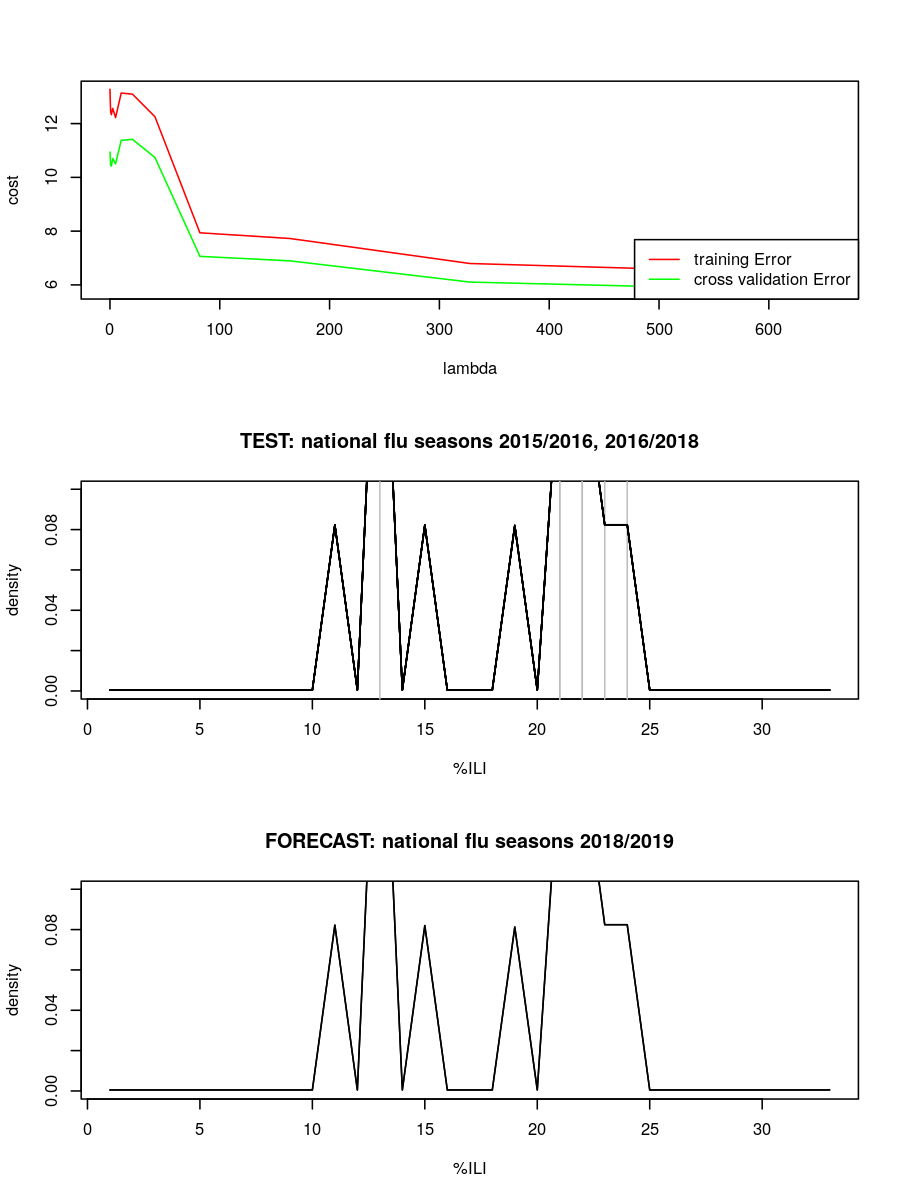 12
10
8
6
cost
training Error
cross validation Error
0 100 200 300 400 500 600
lambda
TEST: national flu seasons 2015/2016, 2016/2018
0.08
0.04
0.00
density
0 5 10 15 20 25 30
%ILI
FORECAST: national flu seasons 2018/2019
0.08
0.04
0.00
density
0 5 10 15 20 25 30
%ILI